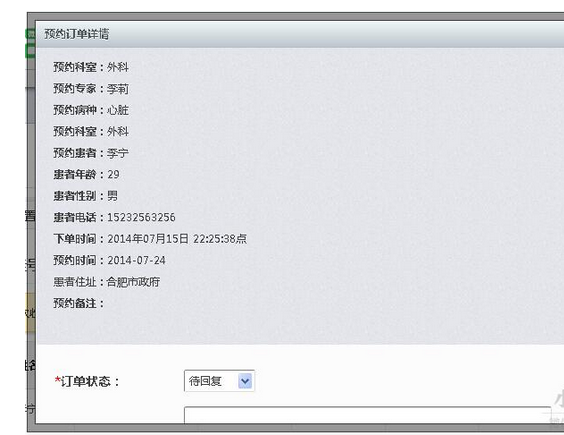 预约订单详情
预约科室：外科
预约专家：李莉
预约病种：心脏
预约科室：外科
预约患者：李宁
患者年龄：29
患者性别：男
患者电话：15232563256
下单时间：2014年07月15日 22:25:38点
预约时间：2014-07-24
患者住址：合肥市政府
预约备注：
*订单状态：
待回复